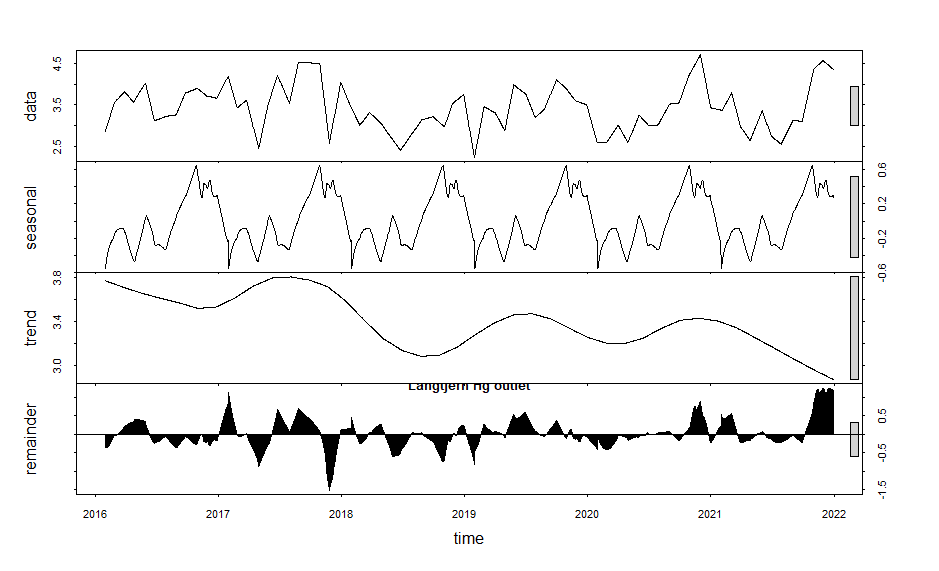 data
2.5 3.5 4.5
seasonal
-0.6 -0.2 0.2 0.6
trend
3.0 3.4 3.8
Langtjern Hg outlet
remainder
-1.5 -0.5 0.5
2016 2017 2018 2019 2020 2021 2022
time